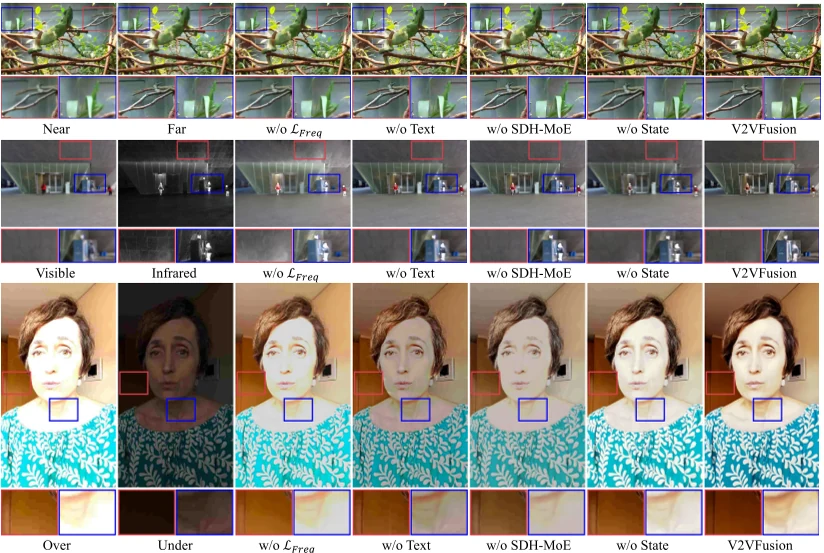 Near Far w/o ℒ_Freq w/o Text w/o SDH-MoE w/o State V2VFusion
Visible Infrared w/o ℒ_Freq w/o Text w/o SDH-MoE w/o State V2VFusion
Over Under w/o ℒ_Freq w/o Text w/o SDH-MoE w/o State V2VFusion